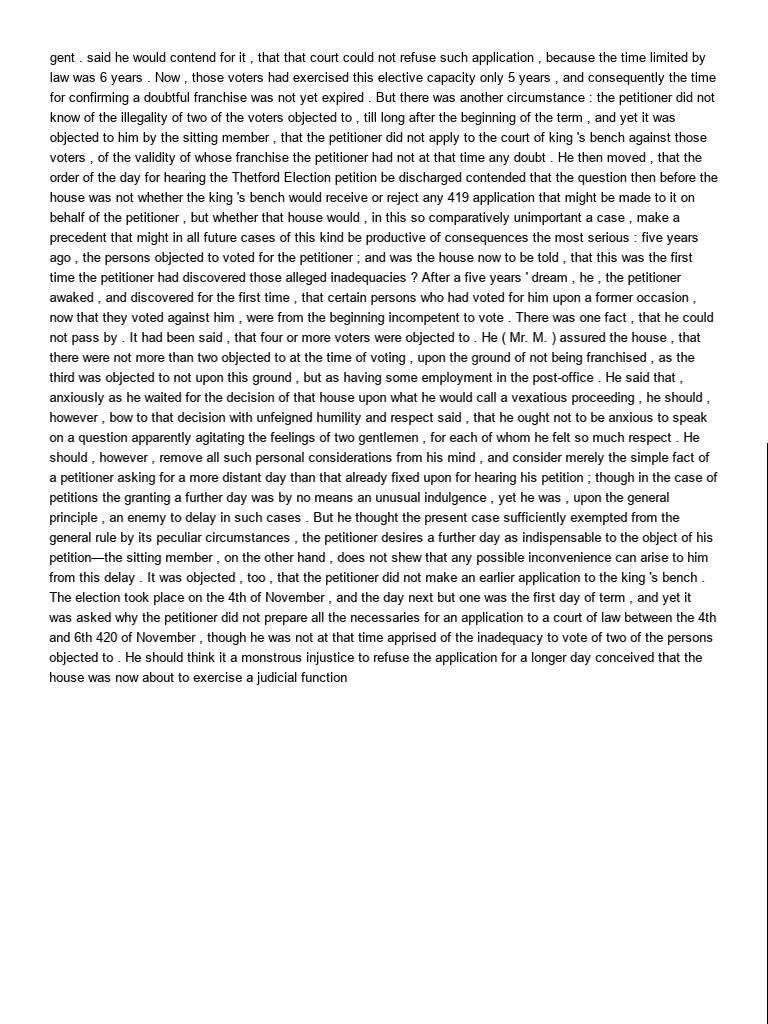 gent . said he would contend for it , that that court could not refuse such application , because the time limited by
law was 6 years . Now , those voters had exercised this elective capacity only 5 years , and consequently the time
for confirming a doubtful franchise was not yet expired . But there was another circumstance : the petitioner did not
know of the illegality of two of the voters objected to , till long after the beginning of the term , and yet it was
objected to him by the sitting member , that the petitioner did not apply to the court of king 's bench against those
voters , of the validity of whose franchise the petitioner had not at that time any doubt . He then moved , that the
order of the day for hearing the Thetford Election petition be discharged contended that the question then before the
house was not whether the king 's bench would receive or reject any 419 application that might be made to it on
behalf of the petitioner , but whether that house would , in this so comparatively unimportant a case , make a
precedent that might in all future cases of this kind be productive of consequences the most serious : five years
ago , the persons objected to voted for the petitioner ; and was the house now to be told , that this was the first
time the petitioner had discovered those alleged inadequacies ? After a five years ' dream , he , the petitioner
awaked , and discovered for the first time , that certain persons who had voted for him upon a former occasion ,
now that they voted against him , were from the beginning incompetent to vote . There was one fact , that he could
not pass by . It had been said , that four or more voters were objected to . He ( Mr. M. ) assured the house , that
there were not more than two objected to at the time of voting , upon the ground of not being franchised , as the
third was objected to not upon this ground , but as having some employment in the post-office . He said that ,
anxiously as he waited for the decision of that house upon what he would call a vexatious proceeding , he should ,
however , bow to that decision with unfeigned humility and respect said , that he ought not to be anxious to speak
on a question apparently agitating the feelings of two gentlemen , for each of whom he felt so much respect . He
should , however , remove all such personal considerations from his mind , and consider merely the simple fact of
a petitioner asking for a more distant day than that already fixed upon for hearing his petition ; though in the case of
petitions the granting a further day was by no means an unusual indulgence , yet he was , upon the general
principle , an enemy to delay in such cases . But he thought the present case sufficiently exempted from the
general rule by its peculiar circumstances , the petitioner desires a further day as indispensable to the object of his
petition—the sitting member , on the other hand , does not shew that any possible inconvenience can arise to him
from this delay . It was objected , too , that the petitioner did not make an earlier application to the king 's bench .
The election took place on the 4th of November , and the day next but one was the first day of term , and yet it
was asked why the petitioner did not prepare all the necessaries for an application to a court of law between the 4th
and 6th 420 of November , though he was not at that time apprised of the inadequacy to vote of two of the persons
objected to . He should think it a monstrous injustice to refuse the application for a longer day conceived that the
house was now about to exercise a judicial function